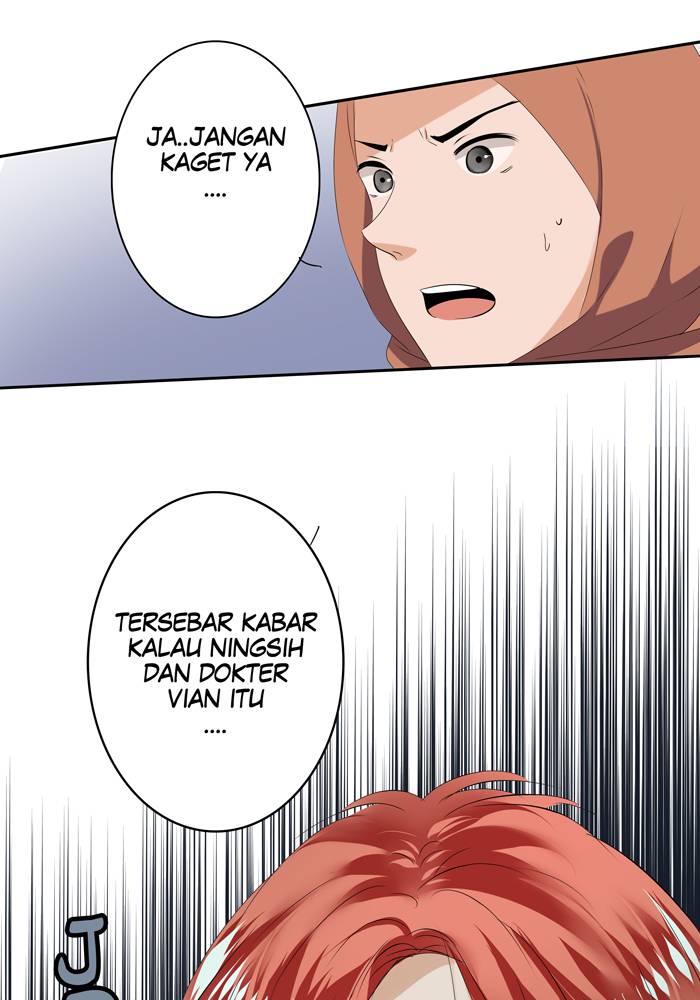 JA..JANGAN
KAGET YA
....
TERSEBAR KABAR
KALAU NINGSIH
DAN DOKTER
VIAN ITU
....
J